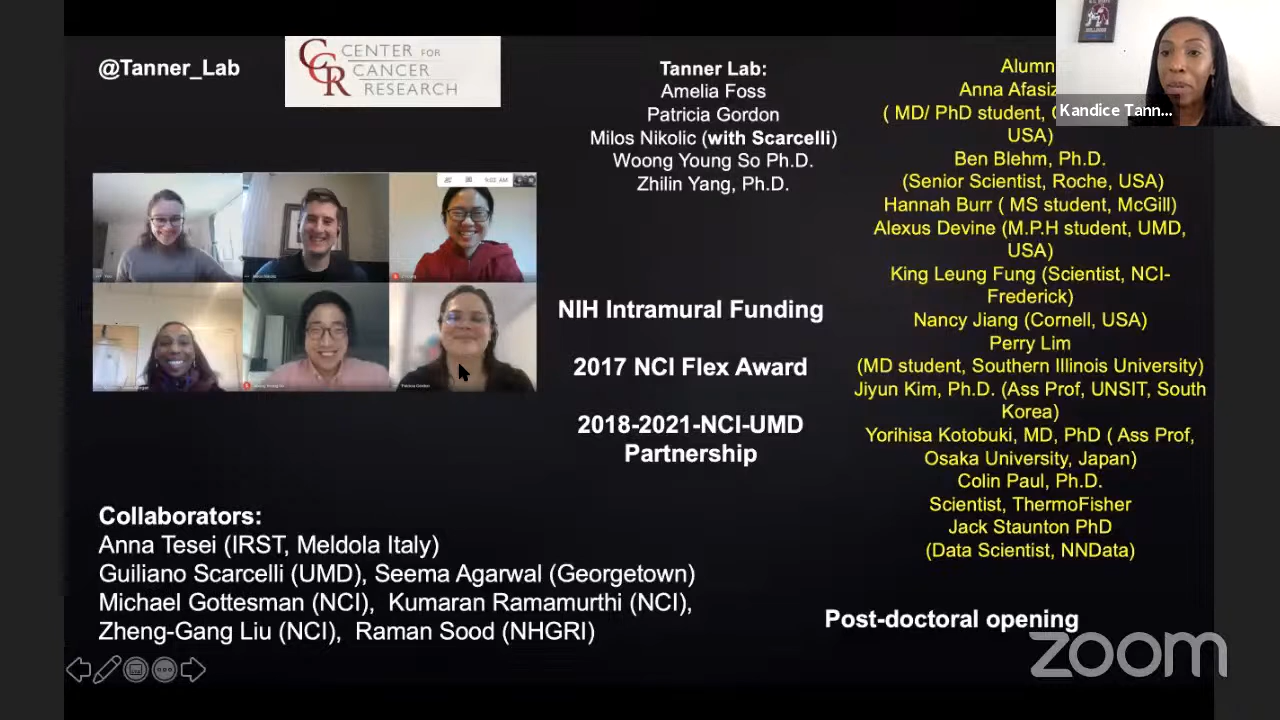 @Tanner_Lab
CCR CENTER FOR
CANCER
RESEARCH
Tanner Lab:
Amelia Foss
Patricia Gordon
Milos Nikolic (with Scarcelli)
Woong Young So Ph.D.
Zhilin Yang, Ph.D.
NIH Intramural Funding
2017 NCI Flex Award
2018-2021-NCI-UMD
Partnership
Collaborators:
Anna Tesei (IRST, Meldola Italy)
Guiliano Scarcelli (UMD), Seema Agarwal (Georgetown)
Michael Gottesman (NCI), Kumaran Ramamurthi (NCI),
Zheng-Gang Liu (NCI), Raman Sood (NHGRI)
Alumn
Anna Afasiz
( MD/ PhD student,
USA)
Ben Blehm, Ph.D.
(Senior Scientist, Roche, USA)
Hannah Burr ( MS student, McGill)
Alexus Devine (M.P.H student, UMD,
USA)
King Leung Fung (Scientist, NCI-
Frederick)
Nancy Jiang (Cornell, USA)
Perry Lim
(MD student, Southern Illinois University)
Jiyun Kim, Ph.D. (Ass Prof, UNSIT, South
Korea)
Yorihisa Kotobuki, MD, PhD ( Ass Prof,
Osaka University, Japan)
Colin Paul, Ph.D.
Scientist, ThermoFisher
Jack Staunton PhD
(Data Scientist, NNData)
Post-doctoral opening
Kandice Tann...
zoom